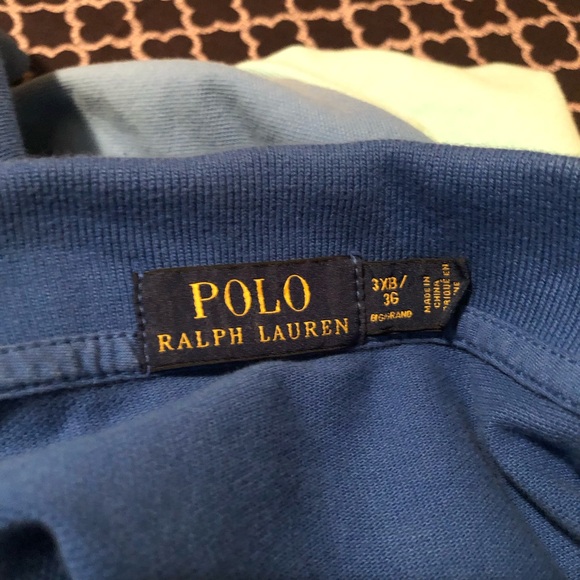 POLO
RALPH LAUREN
3XB/
3G
BIG/GRAND
MADE IN
CHINA